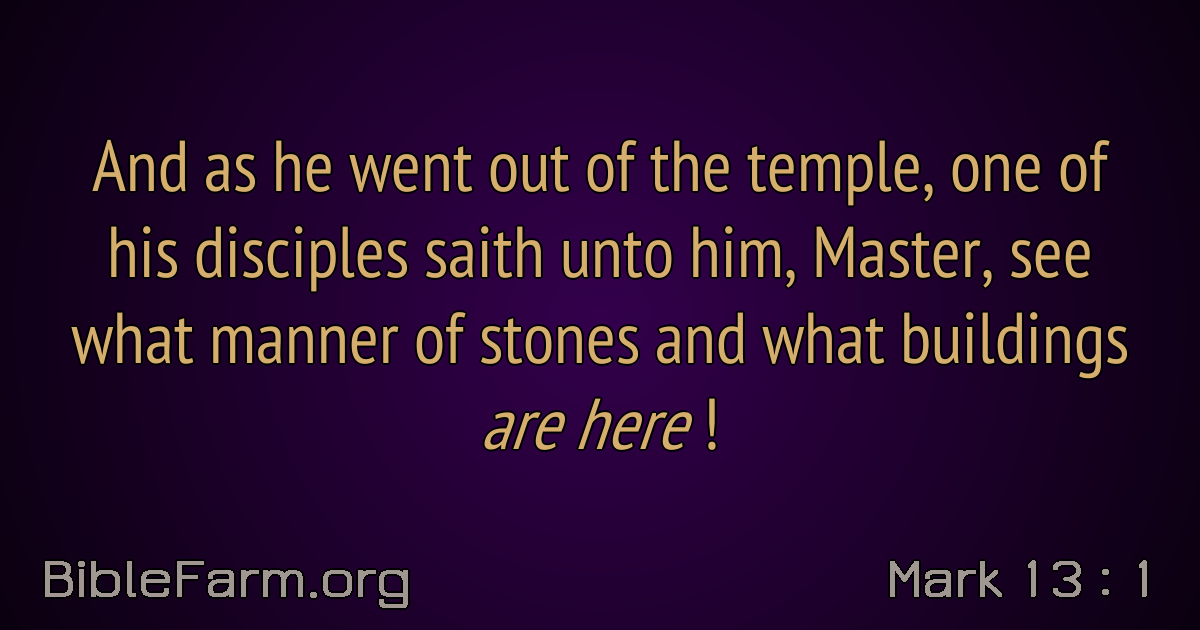 And as he went out of the temple, one of
his disciples saith unto him, Master, see
what manner of stones and what buildings
are here !
BibleFarm.org
Mark 13 : 1